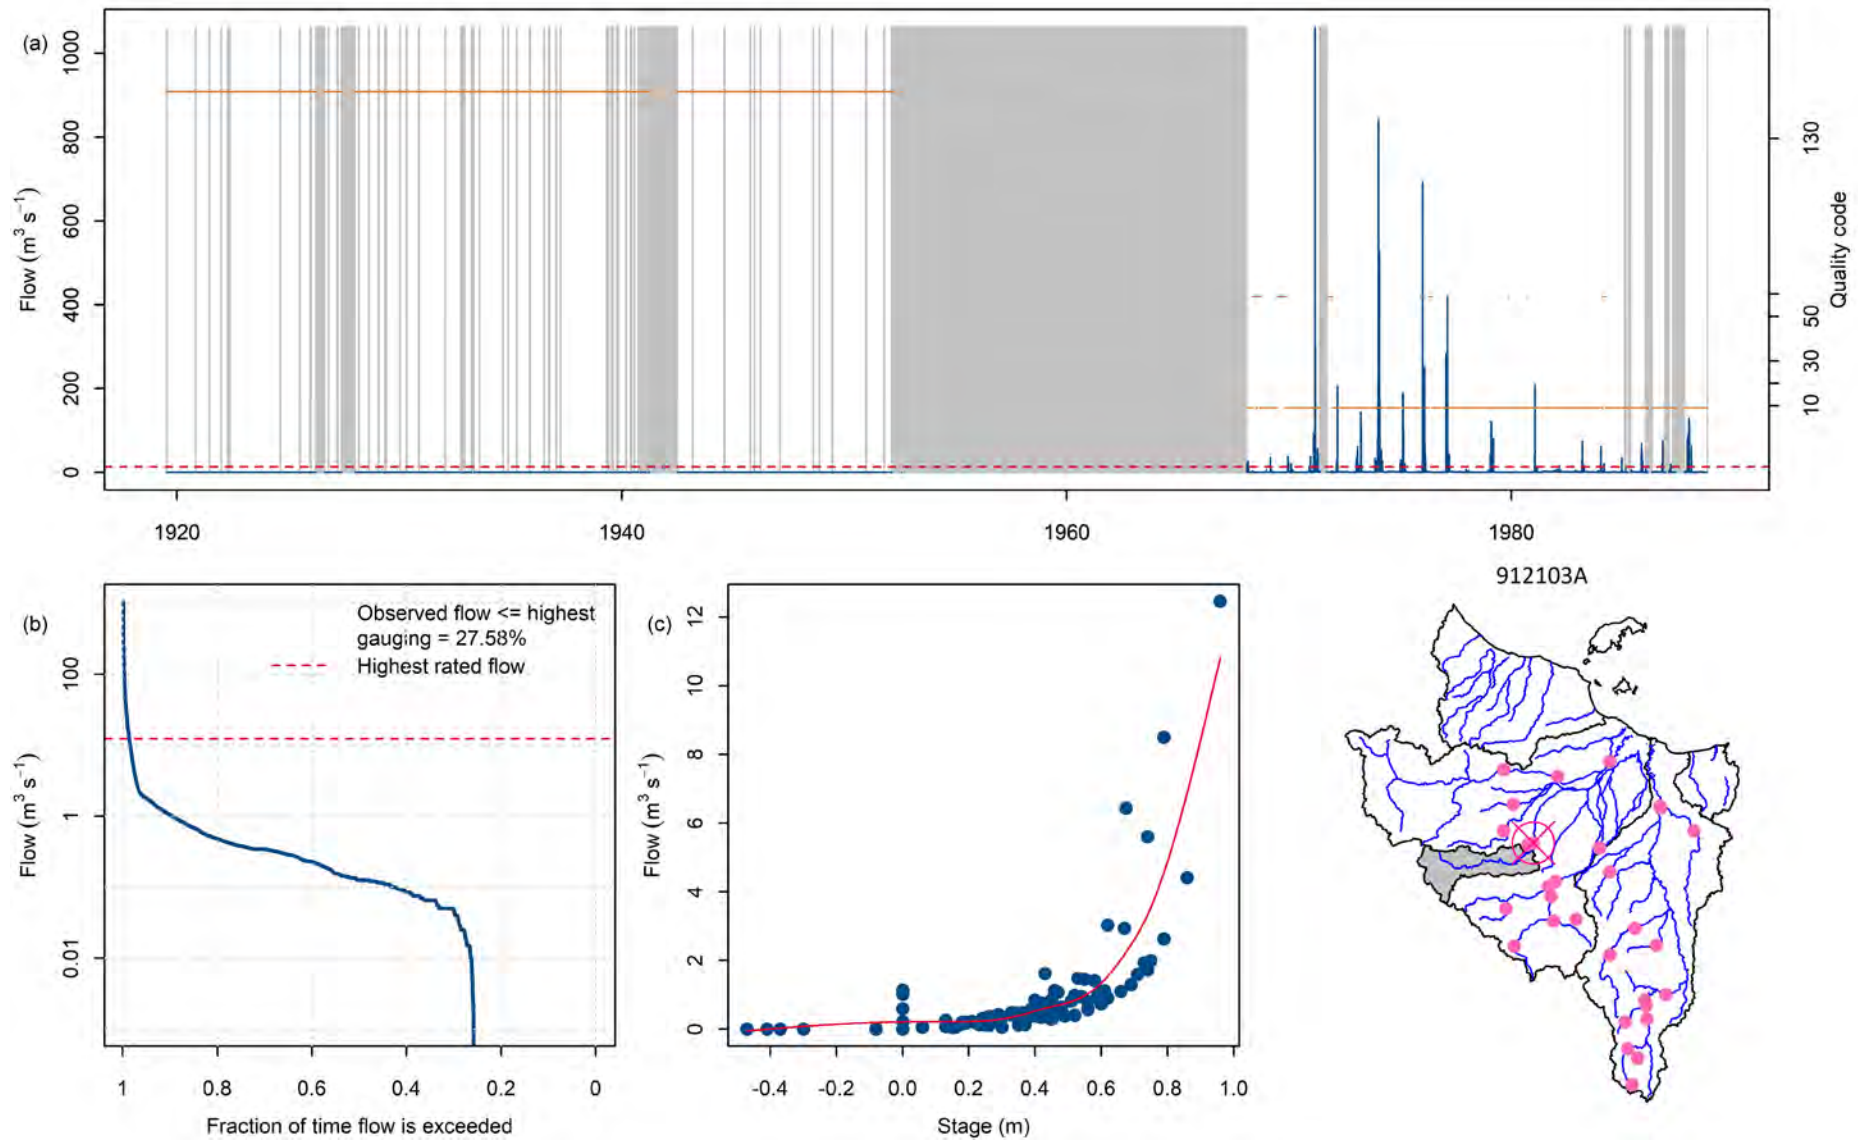 (a)
1000
800
600
400
200
0
Flow (m³ s⁻¹)
130
50
30
10
Quality code
1920 1940 1960 1980
912103A
(b)
Observed flow <= highest
gauging = 27.58%
Highest rated flow
100
1
0.01
Flow (m³ s⁻¹)
1 0.8 0.6 0.4 0.2 0
Fraction of time flow is exceeded
(c)
12
10
8
6
4
2
0
Flow (m³ s⁻¹)
-0.4 -0.2 0.0 0.2 0.4 0.6 0.8 1.0
Stage (m)